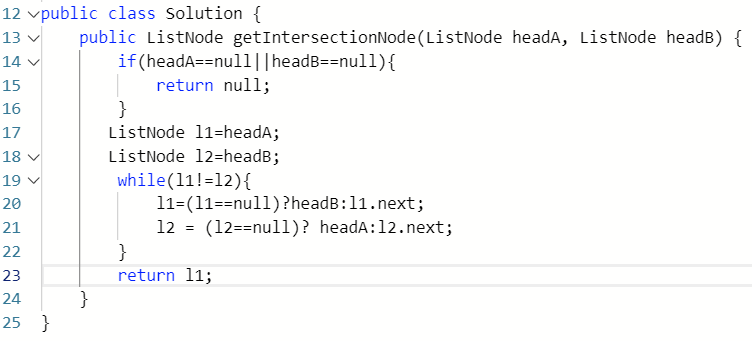 12 public class Solution {
13     public ListNode getIntersectionNode(ListNode headA, ListNode headB) {
14         if(headA==null||headB==null){
15             return null;
16         }
17        ListNode l1=headA;
18        ListNode l2=headB;
19         while(l1!=l2){
20             l1=(l1==null)?headB:l1.next;
21             l2 = (l2==null)? headA:l2.next;
22         }
23         return l1;
24     }
25 }